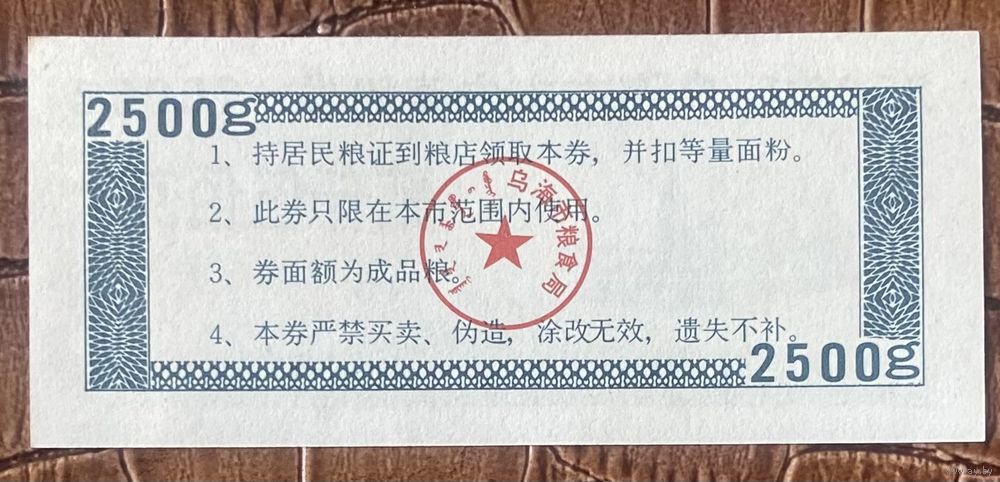 2500g
1、持居民粮证到粮店领取本券，并扣等量面粉。
2、此券只限在本市范围内使用。
3、券面额为成品粮。
4、本券严禁买卖、伪造，涂改无效，遗失不补。
乌海市粮食局
2500g